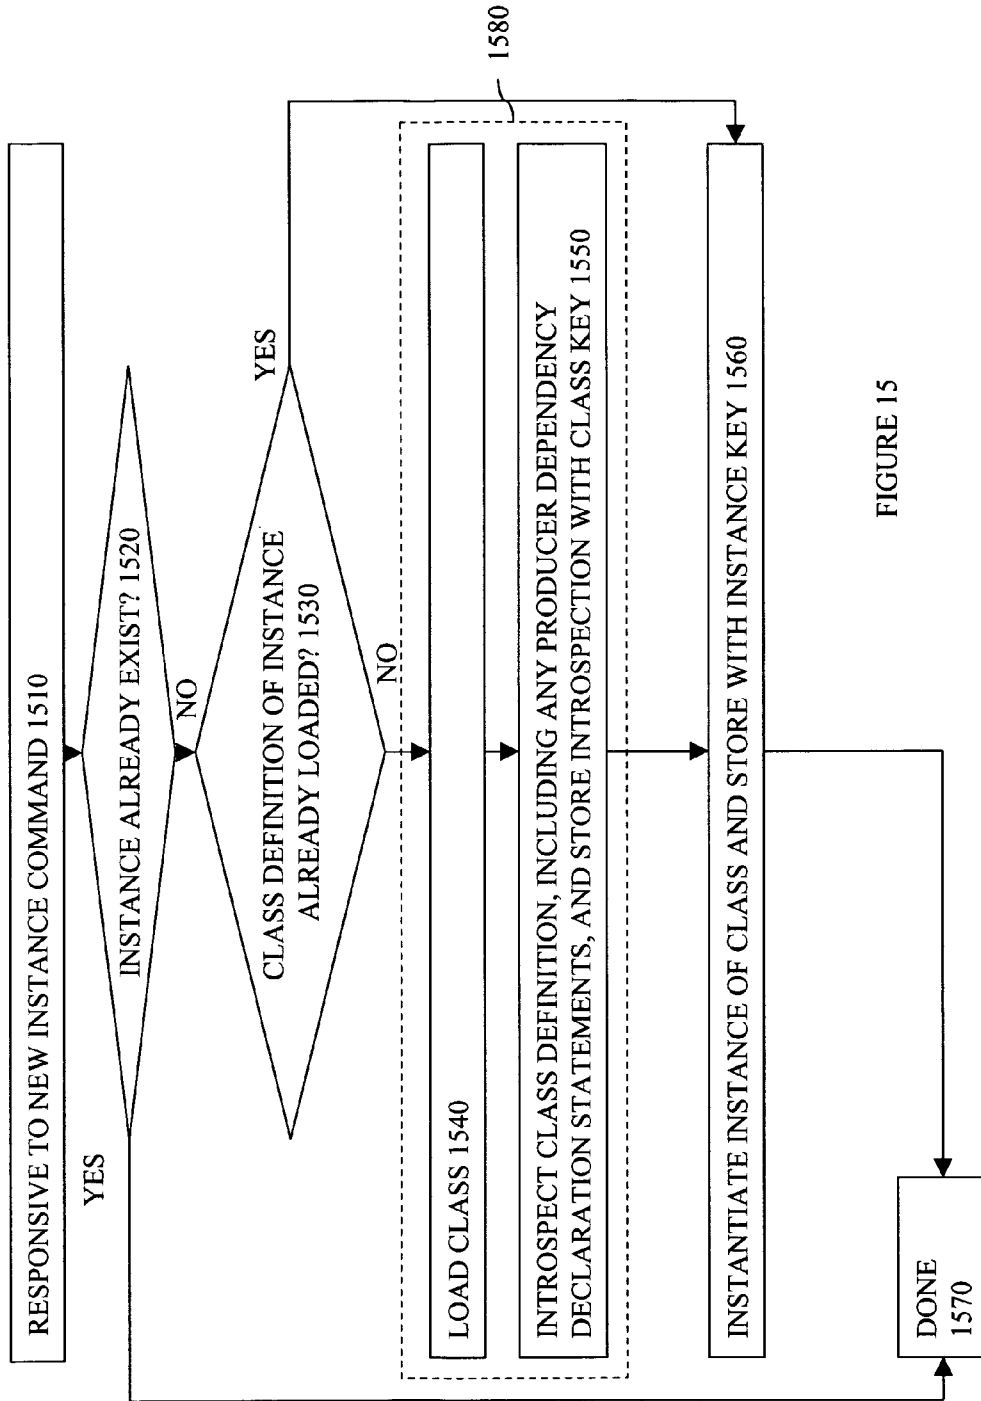 RESPONSIVE TO NEW INSTANCE COMMAND 1510
INSTANCE ALREADY EXIST? 1520
YES
NO
CLASS DEFINITION OF INSTANCE
ALREADY LOADED? 1530
YES
NO
1580
LOAD CLASS 1540
INTROSPECT CLASS DEFINITION, INCLUDING ANY PRODUCER DEPENDENCY
DECLARATION STATEMENTS, AND STORE INTROSPECTION WITH CLASS KEY 1550
INSTANTIATE INSTANCE OF CLASS AND STORE WITH INSTANCE KEY 1560
DONE
1570
FIGURE 15